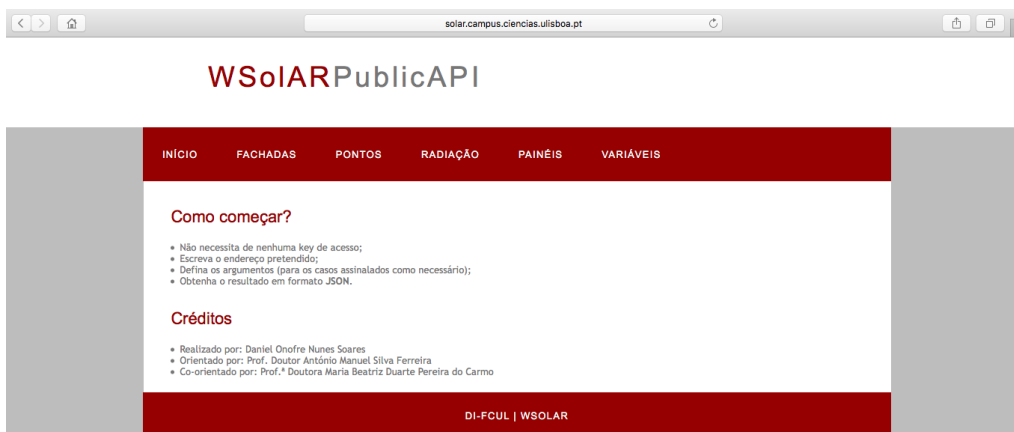 solar.campus.ciencias.ulisboa.pt
WSolARPublicAPI
INÍCIO FACHADAS PONTOS RADIAÇÃO PAINÉIS VARIÁVEIS
Como começar?
• Não necessita de nenhuma key de acesso;
• Escreva o endereço pretendido;
• Defina os argumentos (para os casos assinalados como necessário);
• Obtenha o resultado em formato JSON.
Créditos
• Realizado por: Daniel Onofre Nunes Soares
• Orientado por: Prof. Doutor António Manuel Silva Ferreira
• Co-orientado por: Prof.ª Doutora Maria Beatriz Duarte Pereira do Carmo
DI-FCUL | WSOLAR